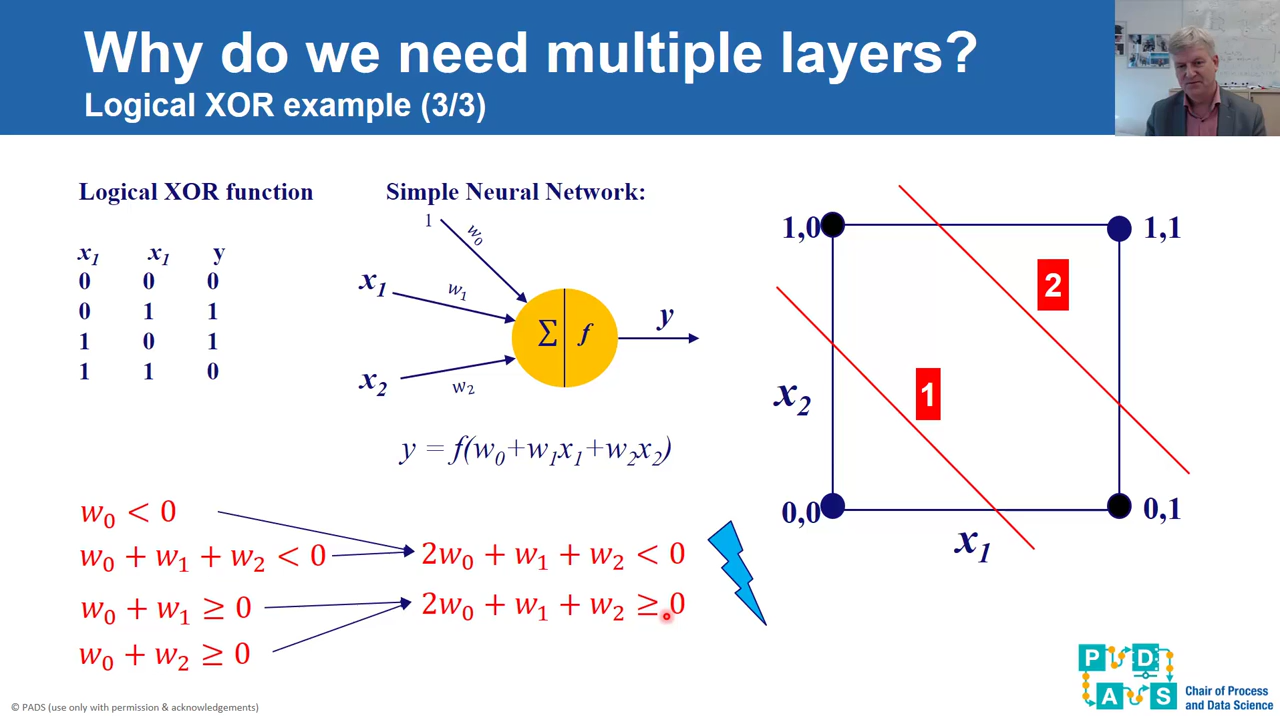 Why do we need multiple layers?
Logical XOR example (3/3)
Logical XOR function
x₁ x₁ y
0 0 0
0 1 1
1 0 1
1 1 0
Simple Neural Network:
1
w₀
x₁
w₁
x₂
w₂
Σ f
y
y = f(w₀+w₁x₁+w₂x₂)
w₀ < 0
w₀ + w₁ + w₂ < 0
w₀ + w₁ ≥ 0
w₀ + w₂ ≥ 0
2w₀ + w₁ + w₂ < 0
2w₀ + w₁ + w₂ ≥ 0
1,0
1,1
2
1
x₂
0,0
0,1
x₁
P D
A S
Chair of Process
and Data Science
© PADS (use only with permission & acknowledgements)